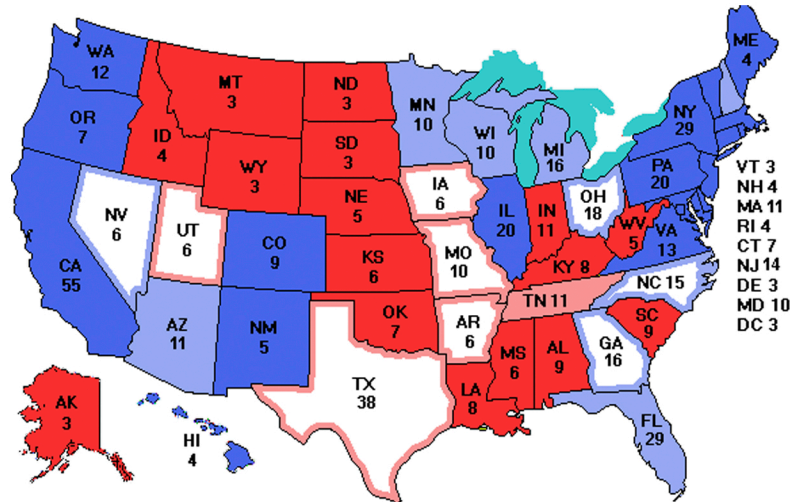 WA
12
OR
7
CA
55
NV
6
ID
4
MT
3
WY
3
UT
6
AZ
11
CO
9
NM
5
ND
3
SD
3
NE
5
KS
6
OK
7
TX
38
MN
10
IA
6
MO
10
AR
6
LA
8
WI
10
IL
20
MI
16
IN
11
OH
18
KY 8
TN 11
MS
6
AL
9
GA
16
FL
29
SC
9
NC 15
VA
13
WV
5
PA
20
NY
29
ME
4
VT 3
NH 4
MA 11
RI 4
CT 7
NJ 14
DE 3
MD 10
DC 3
AK
3
HI
4